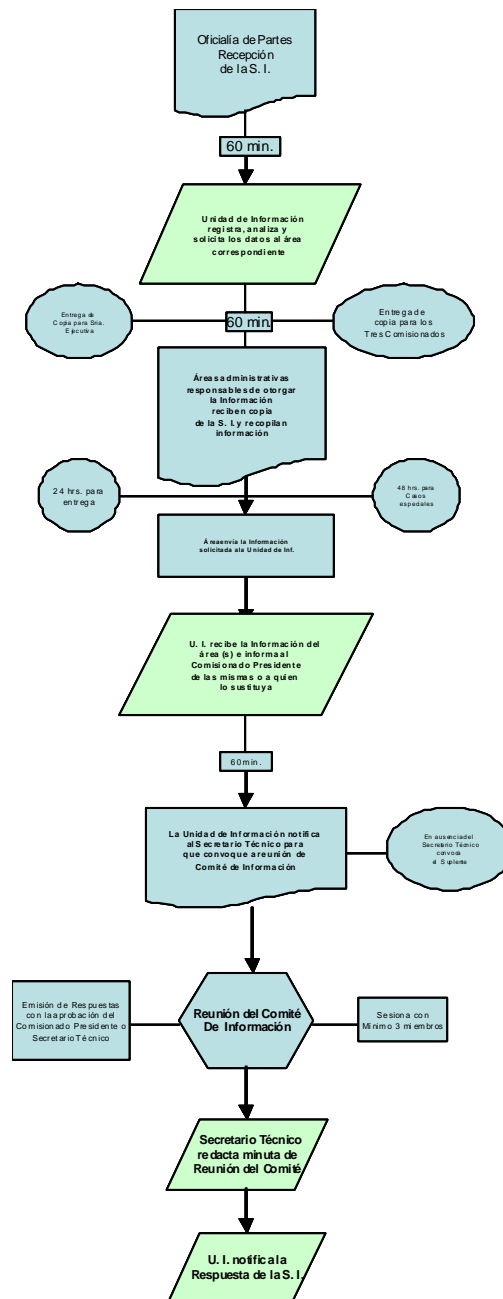 Oficialía de Partes
Recepción
de la S. I.
60 min.
Unidad de Información
registra, analiza y
solicita los datos al área
correspondiente
Entrega de
Copia para Sria.
Ejecutiva
60 min.
Entrega de
copia para los
Tres Comisionados
Áreas administrativas
responsables de otorgar
la Información
reciben copia
de la S. I. y recopilan
información
24 hrs. para
entrega
48 hrs. para
Casos
especiales
Área envía la Información
solicitada a la Unidad de Inf.
U. I. recibe la Información del
área (s) e informa al
Comisionado Presidente
de las mismas o a quien
lo sustituya
60 min.
La Unidad de Información notifica
al Secretario Técnico para
que convoque a reunión de
Comité de Información
En ausencia del
Secretario Técnico
convoca
el Suplente
Emisión de Respuestas
con la aprobación del
Comisionado Presidente o
Secretario Técnico
Reunión del Comité
De Información
Sesiona con
Mínimo 3 miembros
Secretario Técnico
redacta minuta de
Reunión del Comité
U. I. notifica la
Respuesta de la S. I.